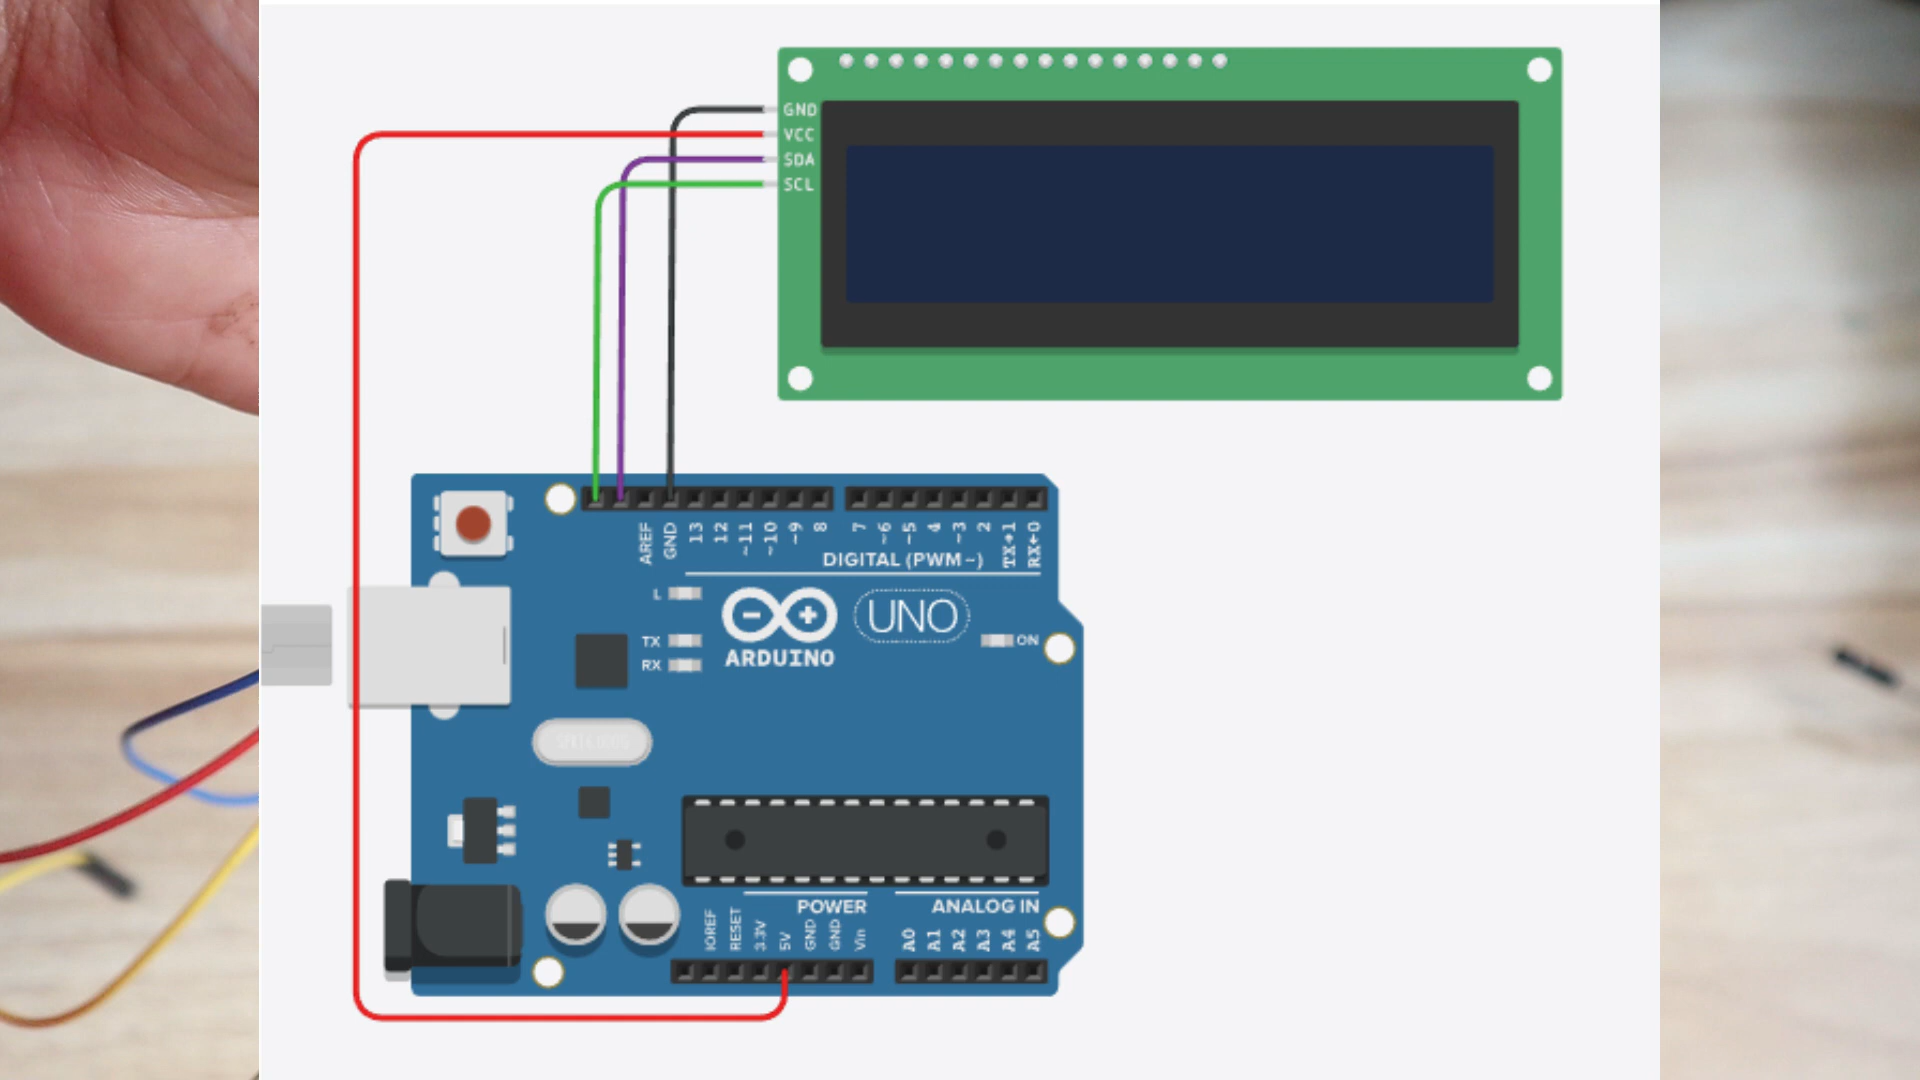 GND
VCC
SDA
SCL
AREF
GND
13
12
~11
~10
~9
8
7
~6
~5
4
~3
2
TX→1
RX←0
DIGITAL (PWM~)
L
TX
RX
ARDUINO
UNO
ON
POWER
ANALOG IN
IOREF
RESET
3.3V
5V
GND
GND
Vin
A0
A1
A2
A3
A4
A5